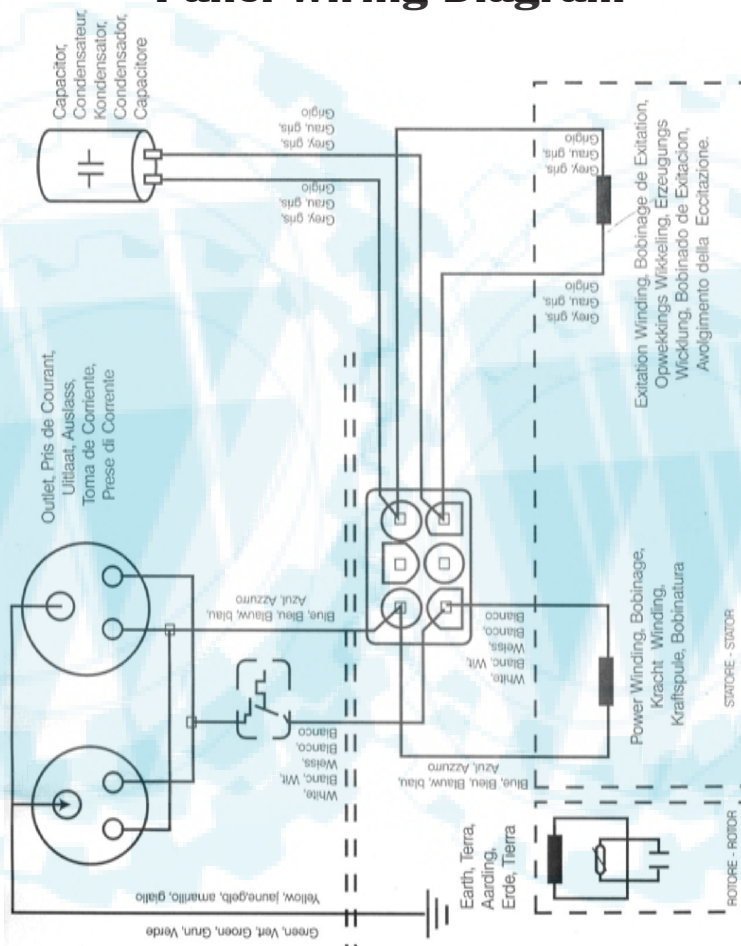 Panel Wiring Diagram
Capacitor,
Condensateur,
Kondensator,
Condensador,
Capacitore
Grey, gris,
Grau, gris,
Grigio
Grey, gris,
Grau, gris,
Grigio
Grey, gris,
Grau, gris,
Grigio
Grey, gris,
Grau, gris,
Grigio
Exitation Winding, Bobinage de Exitation,
Opwekkings Wikkeling, Erzeugungs
Wicklung, Bobinado de Exitacion,
Avolgimento della Eccitazione.
Outlet, Pris de Courant,
Uitlaat, Auslass,
Toma de Corriente,
Prese di Corrente
Blue, Bleu, Blauw, blau,
Azul, Azzurro
White,
Blanc, Wit,
Weiss,
Blanco,
Bianco
White,
Blanc, Wit,
Weiss,
Blanco,
Bianco
Blue, Bleu, Blauw, blau,
Azul, Azzurro
Power Winding, Bobinage,
Kracht Winding,
Kraftspule, Bobinatura
STATORE - STATOR
Yellow, jaune,gelb, amarillo, giallo
Green, Vert, Groen, Grun, Verde
Earth, Terra,
Aarding,
Erde, Tierra
ROTORE - ROTOR